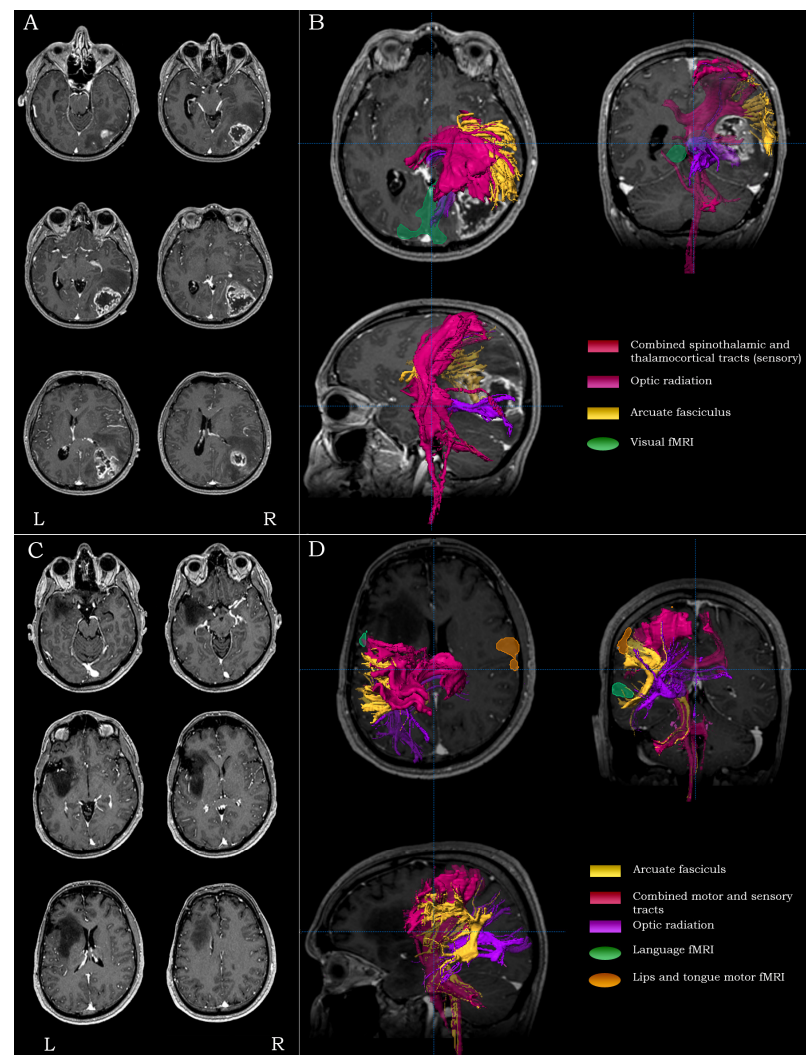 A
B
Combined spinothalamic and
thalamocortical tracts (sensory)
Optic radiation
Arcuate fasciculus
Visual fMRI
L
R
C
D
Arcuate fasciculs
Combined motor and sensory
tracts
Optic radiation
Language fMRI
Lips and tongue motor fMRI
L
R